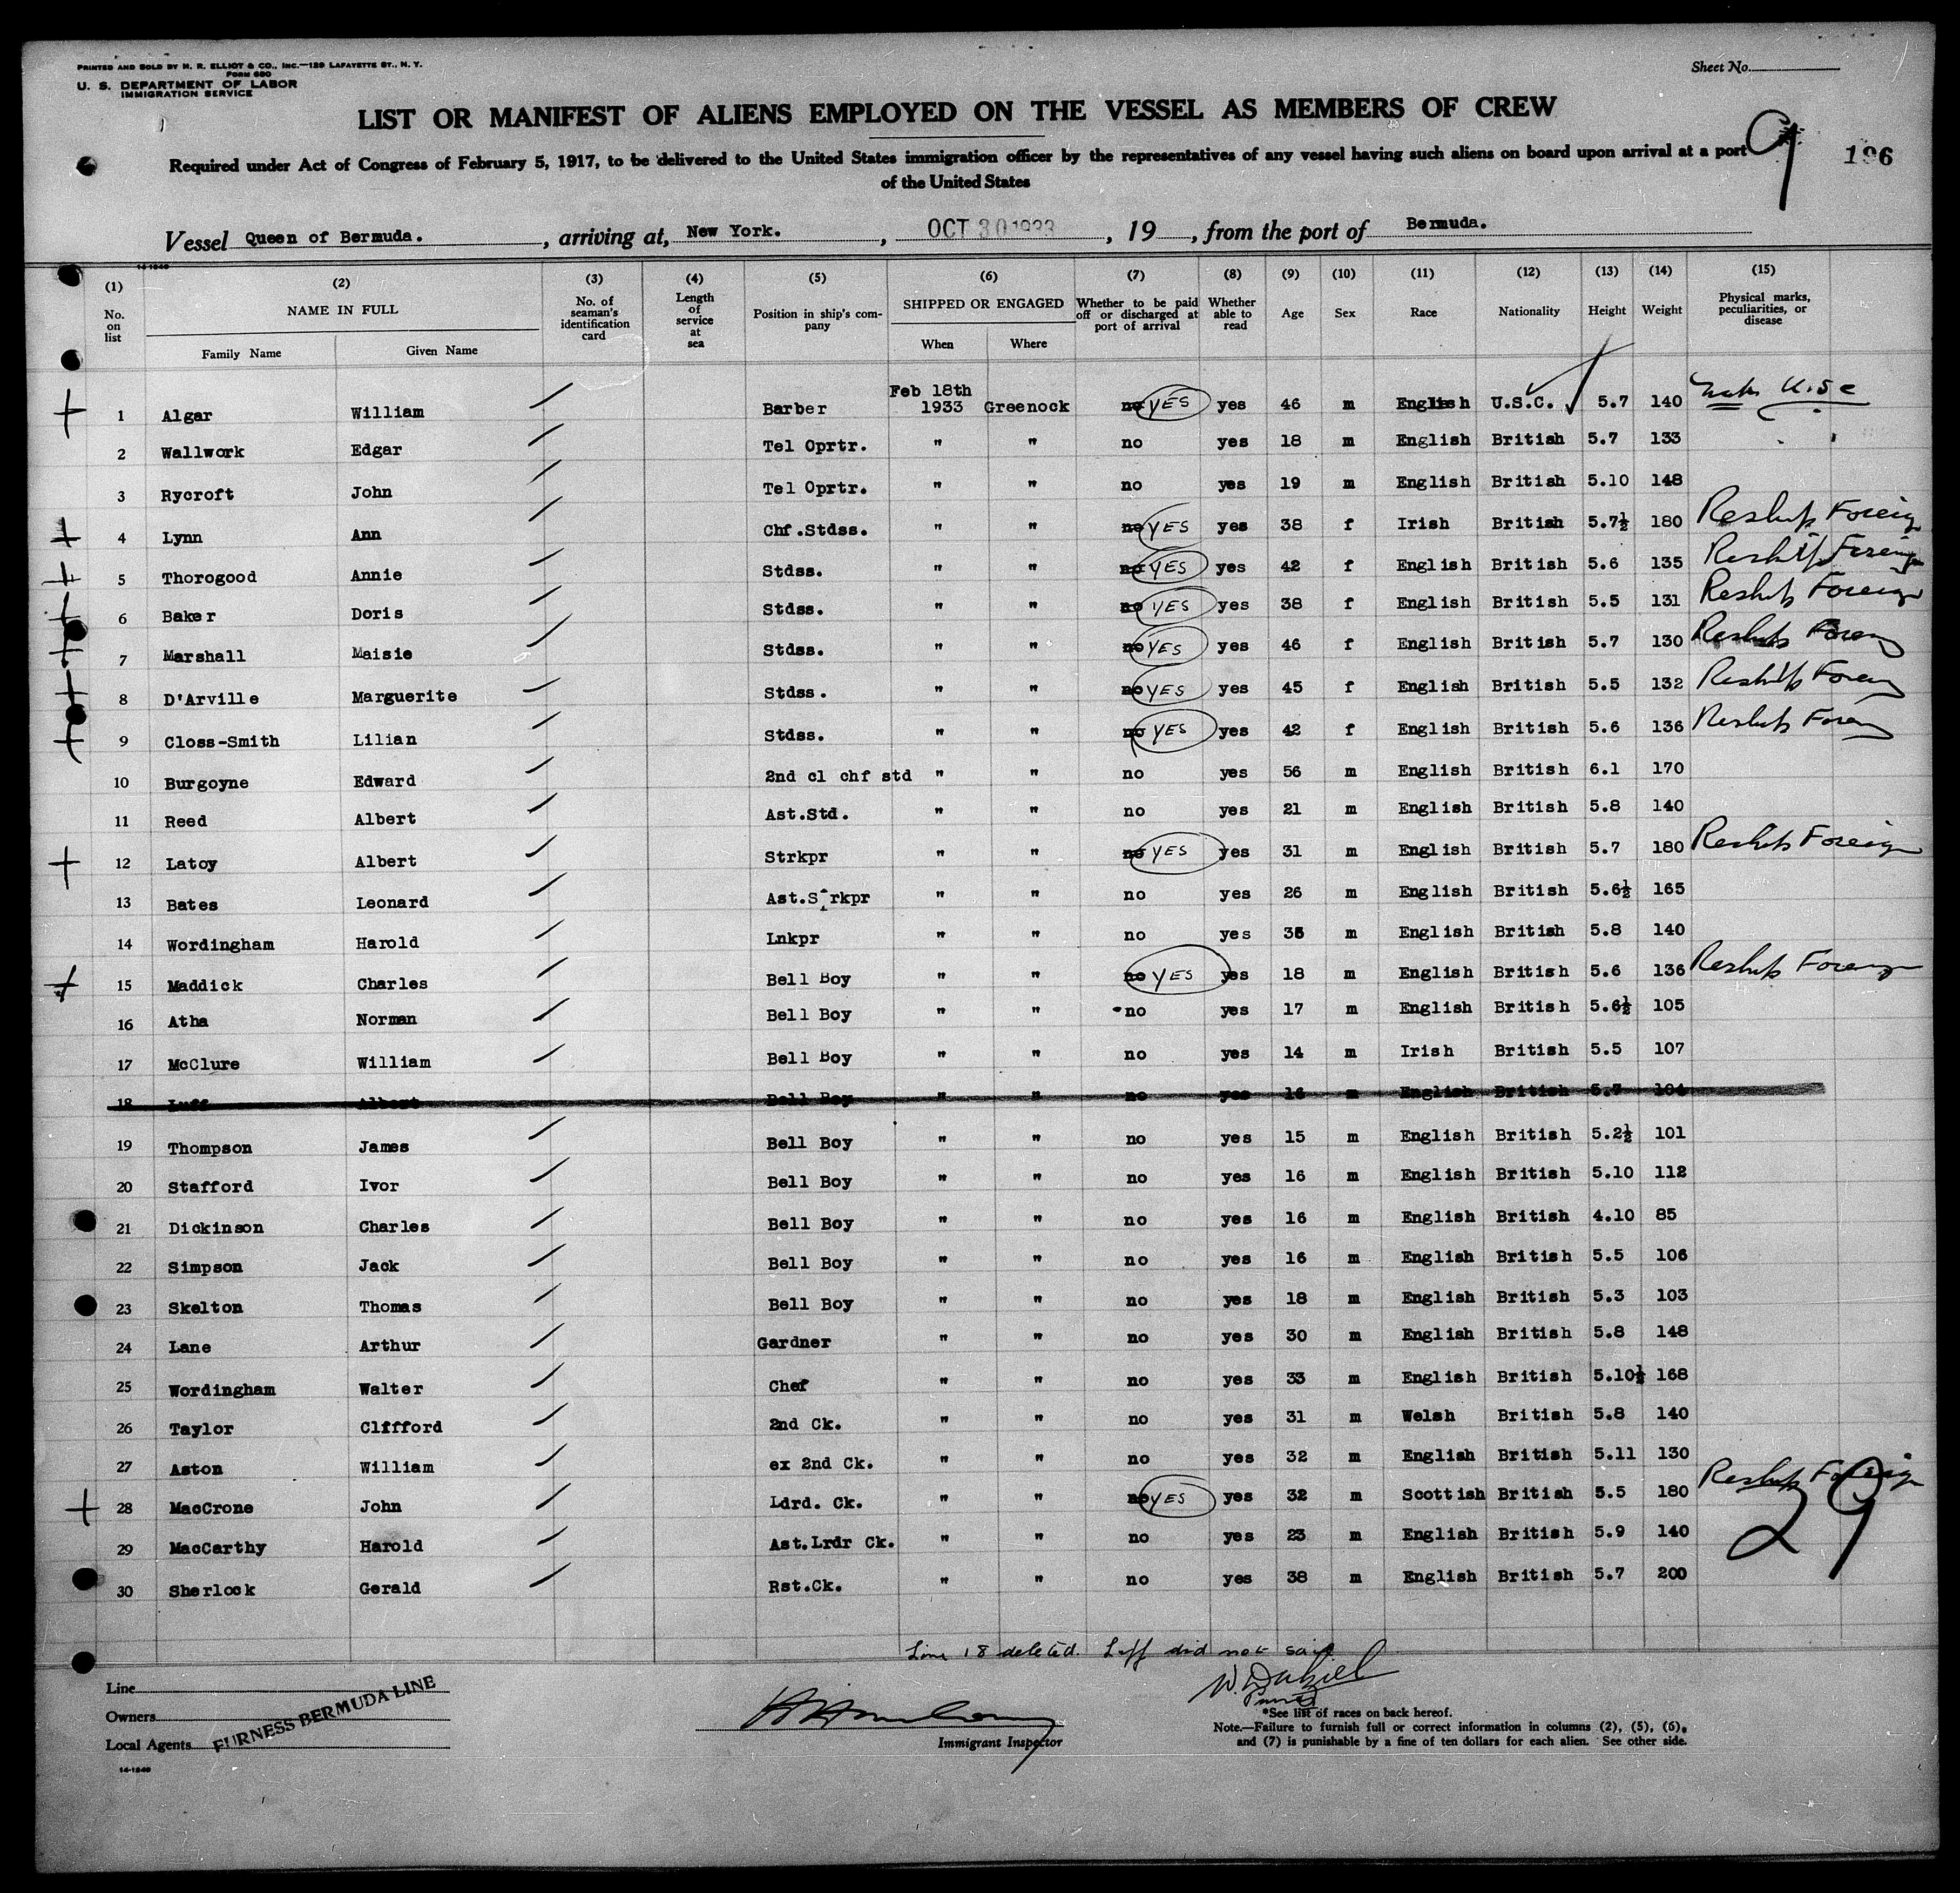 PRINTED AND SOLD BY H. R. ELLIOT & CO., INC.—129 LAFAYETTE ST., N. Y.
FORM 680
U. S. DEPARTMENT OF LABOR
IMMIGRATION SERVICE
Sheet No.
LIST OR MANIFEST OF ALIENS EMPLOYED ON THE VESSEL AS MEMBERS OF CREW
9 196
Required under Act of Congress of February 5, 1917, to be delivered to the United States immigration officer by the representatives of any vessel having such aliens on board upon arrival at a port
of the United States
Vessel Queen of Bermuda. , arriving at, New York. , OCT 30 1933 , 19 , from the port of Bermuda.
14-1240
(1) No. on list (2) NAME IN FULL Family Name Given Name (3) No. of seaman's identification card (4) Length of service at sea (5) Position in ship's company (6) SHIPPED OR ENGAGED When Where (7) Whether to be paid off or discharged at port of arrival (8) Whether able to read (9) Age (10) Sex (11) Race (12) Nationality (13) Height (14) Weight (15) Physical marks, peculiarities, or disease
1 Algar William Barber Feb 18th 1933 Greenock no YES yes 46 m English U.S.C. 5.7 140 U.S.C
2 Wallwork Edgar Tel Oprtr. " " no yes 18 m English British 5.7 133
3 Rycroft John Tel Oprtr. " " no yes 19 m English British 5.10 148
4 Lynn Ann Chf.Stdss. " " no YES yes 38 f Irish British 5.7½ 180 Reship Foreign
5 Thorogood Annie Stdss. " " no YES yes 42 f English British 5.6 135 Reship Foreign
6 Baker Doris Stdss. " " no YES yes 38 f English British 5.5 131 Reship Foreign
7 Marshall Maisie Stdss. " " no YES yes 46 f English British 5.7 130 Reship Foreign
8 D'Arville Marguerite Stdss. " " no YES yes 45 f English British 5.5 132 Reship Foreign
9 Closs-Smith Lilian Stdss. " " no YES yes 42 f English British 5.6 136 Reship Foreign
10 Burgoyne Edward 2nd cl chf std " " no yes 56 m English British 6.1 170
11 Reed Albert Ast.Std. " " no yes 21 m English British 5.8 140
12 Latoy Albert Strkpr " " no YES yes 31 m English British 5.7 180 Reship Foreign
13 Bates Leonard Ast.Strkpr " " no yes 26 m English British 5.6½ 165
14 Wordingham Harold Lnkpr " " no yes 35 m English British 5.8 140
15 Maddick Charles Bell Boy " " no YES yes 18 m English British 5.6 136 Reship Foreign
16 Atha Norman Bell Boy " " no yes 17 m English British 5.6½ 105
17 McClure William Bell Boy " " no yes 14 m Irish British 5.5 107
18 Luff Albert Bell Boy " " no yes 16 m English British 5.7 104
19 Thompson James Bell Boy " " no yes 15 m English British 5.2½ 101
20 Stafford Ivor Bell Boy " " no yes 16 m English British 5.10 112
21 Dickinson Charles Bell Boy " " no yes 16 m English British 4.10 85
22 Simpson Jack Bell Boy " " no yes 16 m English British 5.5 106
23 Skelton Thomas Bell Boy " " no yes 18 m English British 5.3 103
24 Lane Arthur Gardner " " no yes 30 m English British 5.8 148
25 Wordingham Walter Chef " " no yes 33 m English British 5.10½ 168
26 Taylor Clifford 2nd Ck. " " no yes 31 m Welsh British 5.8 140
27 Aston William ex 2nd Ck. " " no yes 32 m English British 5.11 130
28 MacCrone John Ldrd. Ck. " " no YES yes 32 m Scottish British 5.5 180 Reship Foreign
29 MacCarthy Harold Ast.Lrdr Ck. " " no yes 23 m English British 5.9 140
29
30 Sherlock Gerald Rst.Ck. " " no yes 38 m English British 5.7 200
Line 18 deleted. Luff did not sail
Line
Owners FURNESS BERMUDA LINE
Local Agents
14-1240
Immigrant Inspector
W. Dalziel
Purser
*See list of races on back hereof.
Note.—Failure to furnish full or correct information in columns (2), (5), (6), and (7) is punishable by a fine of ten dollars for each alien. See other side.